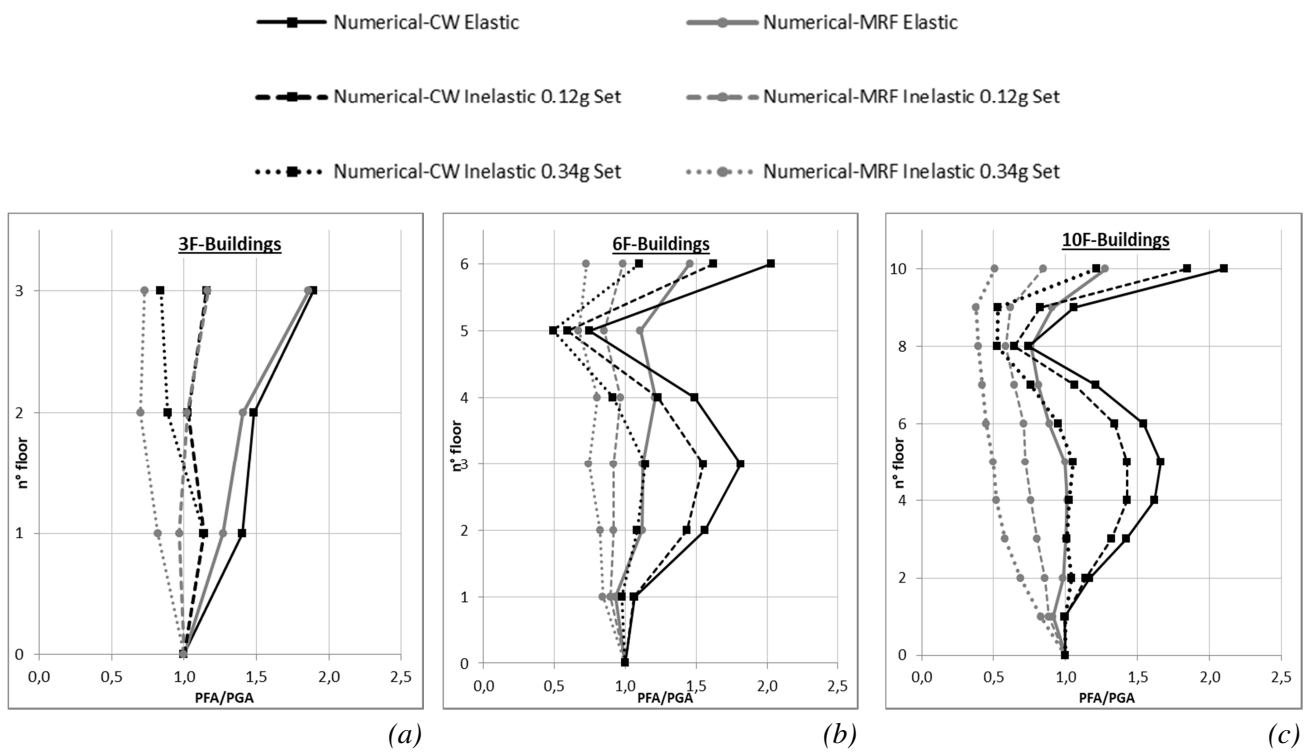 Numerical-CW Elastic
Numerical-MRF Elastic
Numerical-CW Inelastic 0.12g Set
Numerical-MRF Inelastic 0.12g Set
Numerical-CW Inelastic 0.34g Set
Numerical-MRF Inelastic 0.34g Set
3F-Buildings
3
2
1
0
n° floor
0,0
0,5
1,0
1,5
2,0
2,5
PFA/PGA
(a)
6F-Buildings
6
5
4
3
2
1
0
n° floor
0,0
0,5
1,0
1,5
2,0
2,5
PFA/PGA
(b)
10F-Buildings
10
8
6
4
2
0
n° floor
0,0
0,5
1,0
1,5
2,0
2,5
PFA/PGA
(c)